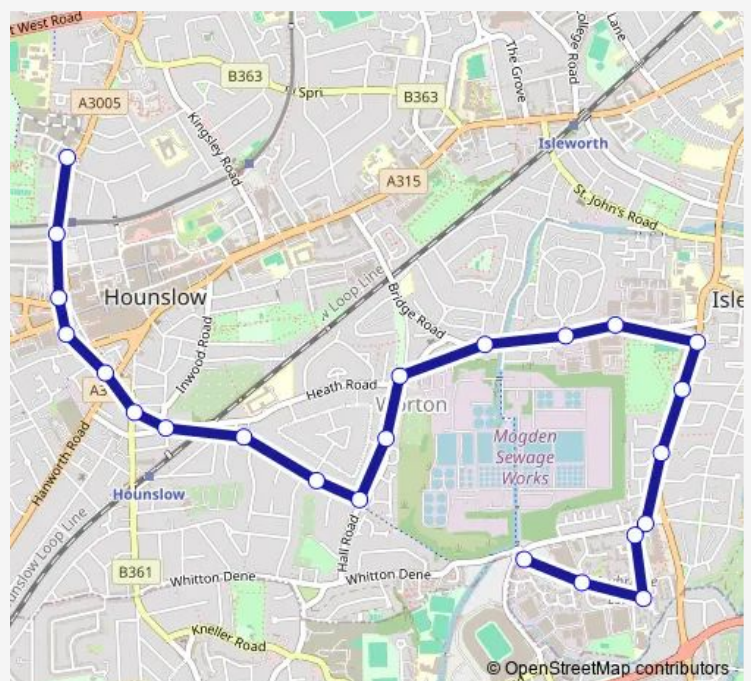 t West Road
A3005
B363
Spri
B363
The Grove
ollege Road
Lane
Kingsley Road
Isleworth
A315
St. John's Road
Hounslow
w Loop Line
Bridge Road
Isle
Inwood Road
Heath Road
A3
Worton
Mogden
Sewage
Works
Hanworth Road
Hounslow
unslow Loop Line
Hall Road
B361
Whitton Dene
Whitton Dene
Kneller Road
© OpenStreetMap contributors